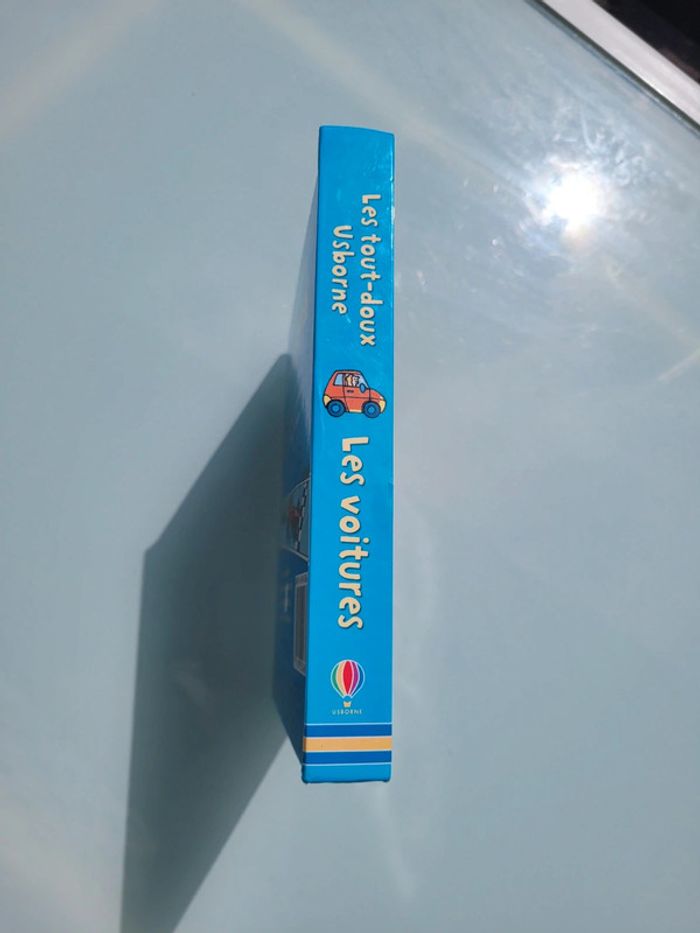 Les tout-doux
Usborne
Les voitures
USBORNE